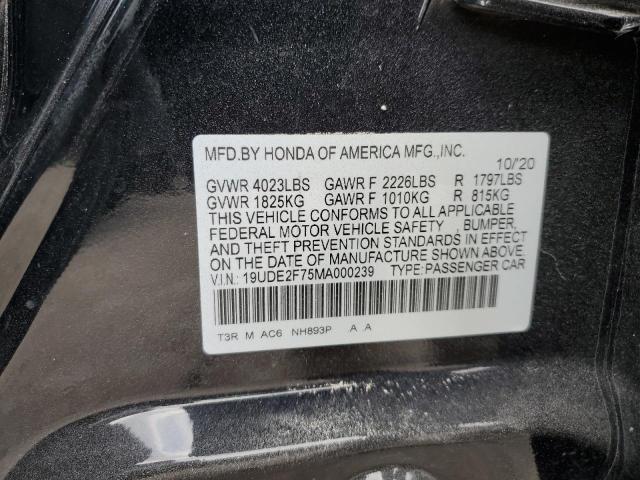 MFD.BY HONDA OF AMERICA MFG.,INC. 10/'20
GVWR 4023LBS GAWR F 2226LBS R 1797LBS
GVWR 1825KG GAWR F 1010KG R 815KG
THIS VEHICLE CONFORMS TO ALL APPLICABLE
FEDERAL MOTOR VEHICLE SAFETY , BUMPER,
AND THEFT PREVENTION STANDARDS IN EFFECT
ON THE DATE OF MANUFACTURE SHOWN ABOVE.
V.I.N.: 19UDE2F75MA000239 TYPE:PASSENGER CAR
T3R M AC6 NH893P A A